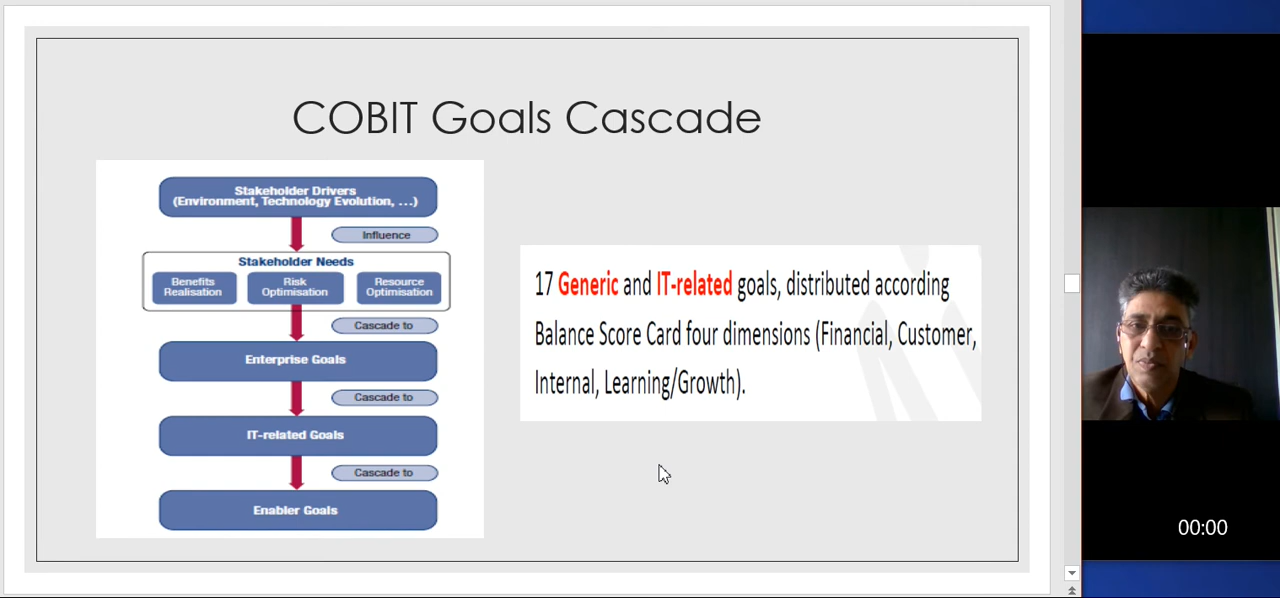 COBIT Goals Cascade
Stakeholder Drivers
(Environment, Technology Evolution, …)
Influence
Stakeholder Needs
Benefits
Realisation
Risk
Optimisation
Resource
Optimisation
Cascade to
Enterprise Goals
Cascade to
IT-related Goals
Cascade to
Enabler Goals
17 Generic and IT-related goals, distributed according
Balance Score Card four dimensions (Financial, Customer,
Internal, Learning/Growth).
00:00